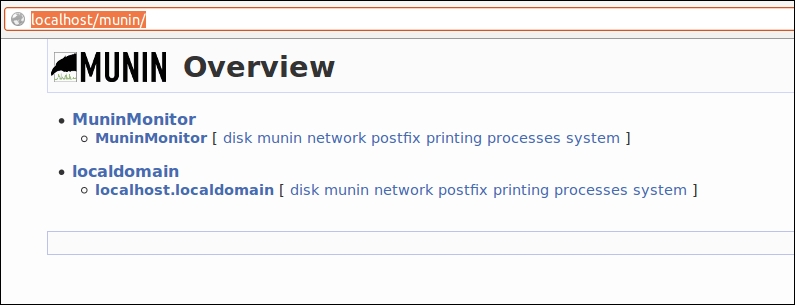 localhost/munin/
MUNIN Overview
MuninMonitor
MuninMonitor [ disk munin network postfix printing processes system ]
localdomain
localhost.localdomain [ disk munin network postfix printing processes system ]